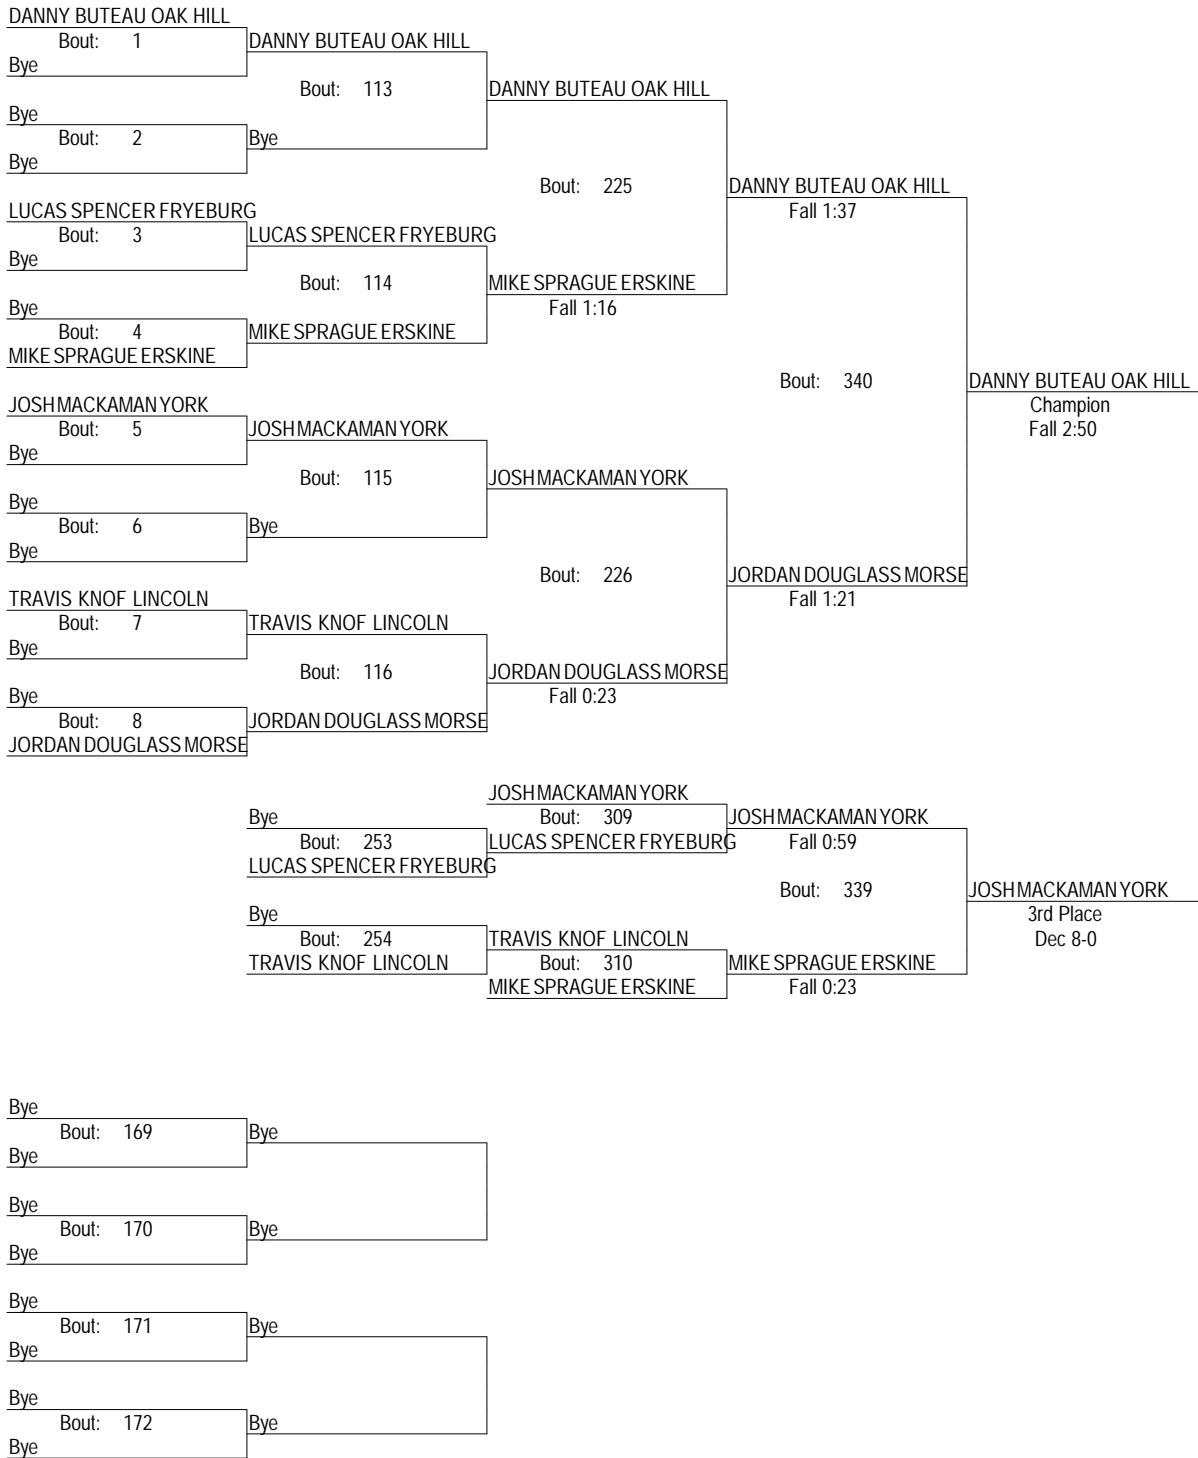 DANNY BUTEAU OAK HILL
Bout: 1 DANNY BUTEAU OAK HILL
Bye
Bout: 113 DANNY BUTEAU OAK HILL
Bye
Bout: 2 Bye
Bye
Bout: 225 DANNY BUTEAU OAK HILL
LUCAS SPENCER FRYEBURG Fall 1:37
Bout: 3 LUCAS SPENCER FRYEBURG
Bye
Bout: 114 MIKE SPRAGUE ERSKINE
Bye Fall 1:16
Bout: 4 MIKE SPRAGUE ERSKINE
MIKE SPRAGUE ERSKINE
Bout: 340 DANNY BUTEAU OAK HILL
JOSH MACKAMAN YORK Champion
Bout: 5 JOSH MACKAMAN YORK Fall 2:50
Bye
Bout: 115 JOSH MACKAMAN YORK
Bye
Bout: 6 Bye
Bye
Bout: 226 JORDAN DOUGLASS MORSE
TRAVIS KNOF LINCOLN Fall 1:21
Bout: 7 TRAVIS KNOF LINCOLN
Bye
Bout: 116 JORDAN DOUGLASS MORSE
Bye Fall 0:23
Bout: 8 JORDAN DOUGLASS MORSE
JORDAN DOUGLASS MORSE
JOSH MACKAMAN YORK
Bye Bout: 309 JOSH MACKAMAN YORK
Bout: 253 LUCAS SPENCER FRYEBURG Fall 0:59
LUCAS SPENCER FRYEBURG
Bout: 339 JOSH MACKAMAN YORK
Bye 3rd Place
Bout: 254 TRAVIS KNOF LINCOLN Dec 8-0
TRAVIS KNOF LINCOLN Bout: 310 MIKE SPRAGUE ERSKINE
MIKE SPRAGUE ERSKINE Fall 0:23
Bye
Bout: 169 Bye
Bye
Bye
Bout: 170 Bye
Bye
Bye
Bout: 171 Bye
Bye
Bye
Bout: 172 Bye
Bye